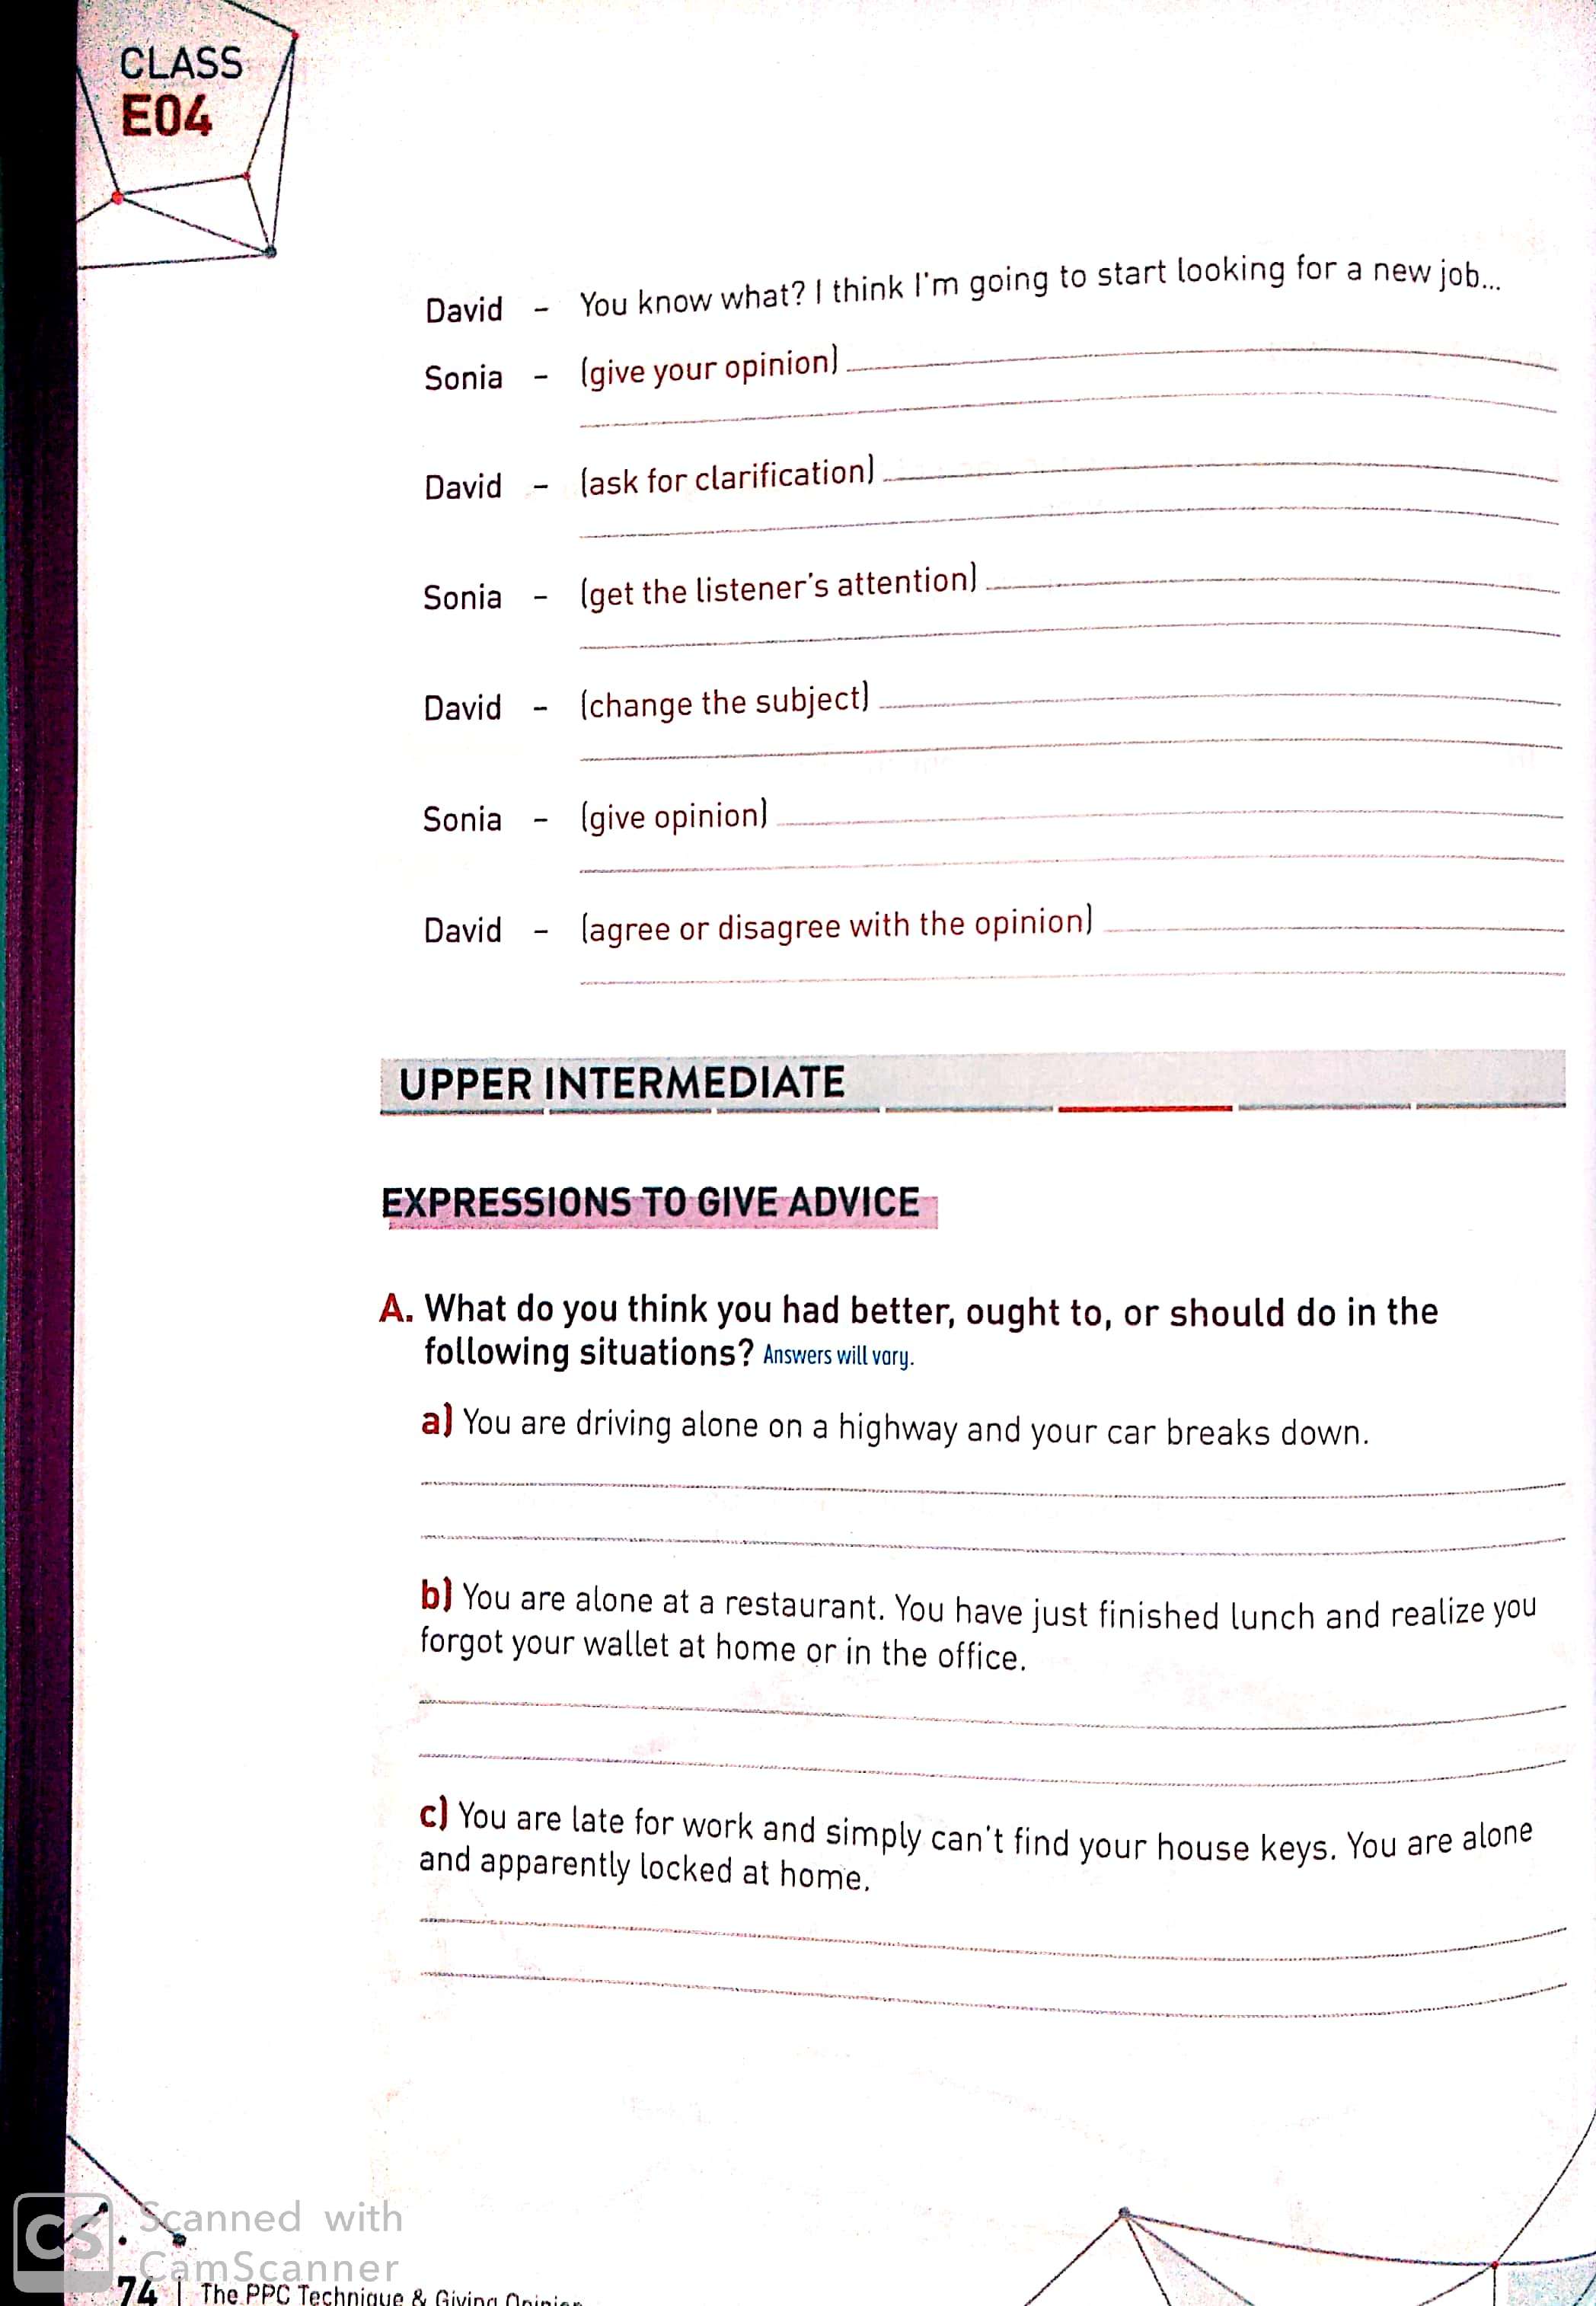 CLASS
E04
David - You know what? I think I'm going to start looking for a new job...
Sonia - (give your opinion)
David - (ask for clarification)
Sonia - (get the listener's attention)
David - (change the subject)
Sonia - (give opinion)
David - (agree or disagree with the opinion)
UPPER INTERMEDIATE
EXPRESSIONS TO GIVE ADVICE
A. What do you think you had better, ought to, or should do in the
following situations? Answers will vary.
a) You are driving alone on a highway and your car breaks down.
b) You are alone at a restaurant. You have just finished lunch and realize you
forgot your wallet at home or in the office.
c) You are late for work and simply can't find your house keys. You are alone
and apparently locked at home.
CS Scanned with
CamScanner
74 | The PPC Technique & Giving Opinion